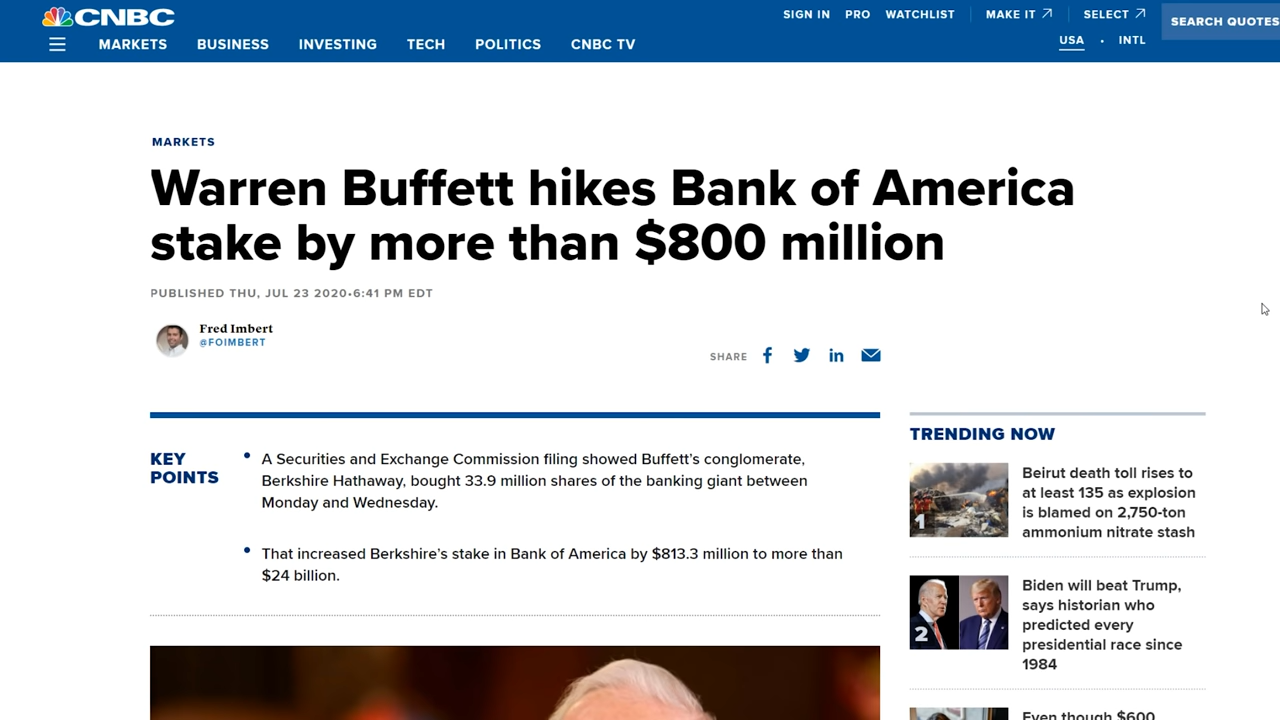 CNBC
SIGN IN PRO WATCHLIST MAKE IT SELECT
SEARCH QUOTES
MARKETS BUSINESS INVESTING TECH POLITICS CNBC TV
USA • INTL
MARKETS
Warren Buffett hikes Bank of America
stake by more than $800 million
PUBLISHED THU, JUL 23 2020•6:41 PM EDT
Fred Imbert
@FOIMBERT
SHARE
KEY
POINTS
• A Securities and Exchange Commission filing showed Buffett’s conglomerate,
Berkshire Hathaway, bought 33.9 million shares of the banking giant between
Monday and Wednesday.
• That increased Berkshire’s stake in Bank of America by $813.3 million to more than
$24 billion.
TRENDING NOW
1
Beirut death toll rises to
at least 135 as explosion
is blamed on 2,750-ton
ammonium nitrate stash
2
Biden will beat Trump,
says historian who
predicted every
presidential race since
1984
Even though $600